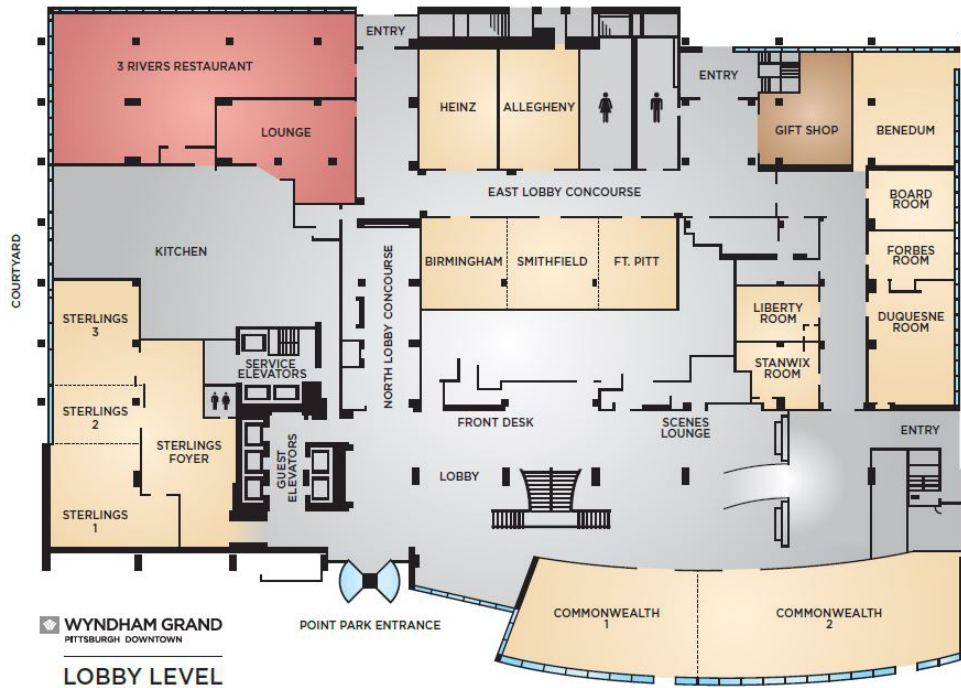 ENTRY
3 RIVERS RESTAURANT
LOUNGE
HEINZ
ALLEGHENY
ENTRY
GIFT SHOP
BENEDUM
EAST LOBBY CONCOURSE
BOARD
ROOM
KITCHEN
COURTYARD
NORTH LOBBY CONCOURSE
BIRMINGHAM
SMITHFIELD
FT. PITT
FORBES
ROOM
STERLINGS
3
LIBERTY
ROOM
DUQUESNE
ROOM
SERVICE
ELEVATORS
STANWIX
ROOM
STERLINGS
2
STERLINGS
FOYER
GUEST
ELEVATORS
FRONT DESK
SCENES
LOUNGE
ENTRY
LOBBY
STERLINGS
1
COMMONWEALTH
1
COMMONWEALTH
2
POINT PARK ENTRANCE
WYNDHAM GRAND
PITTSBURGH DOWNTOWN
LOBBY LEVEL